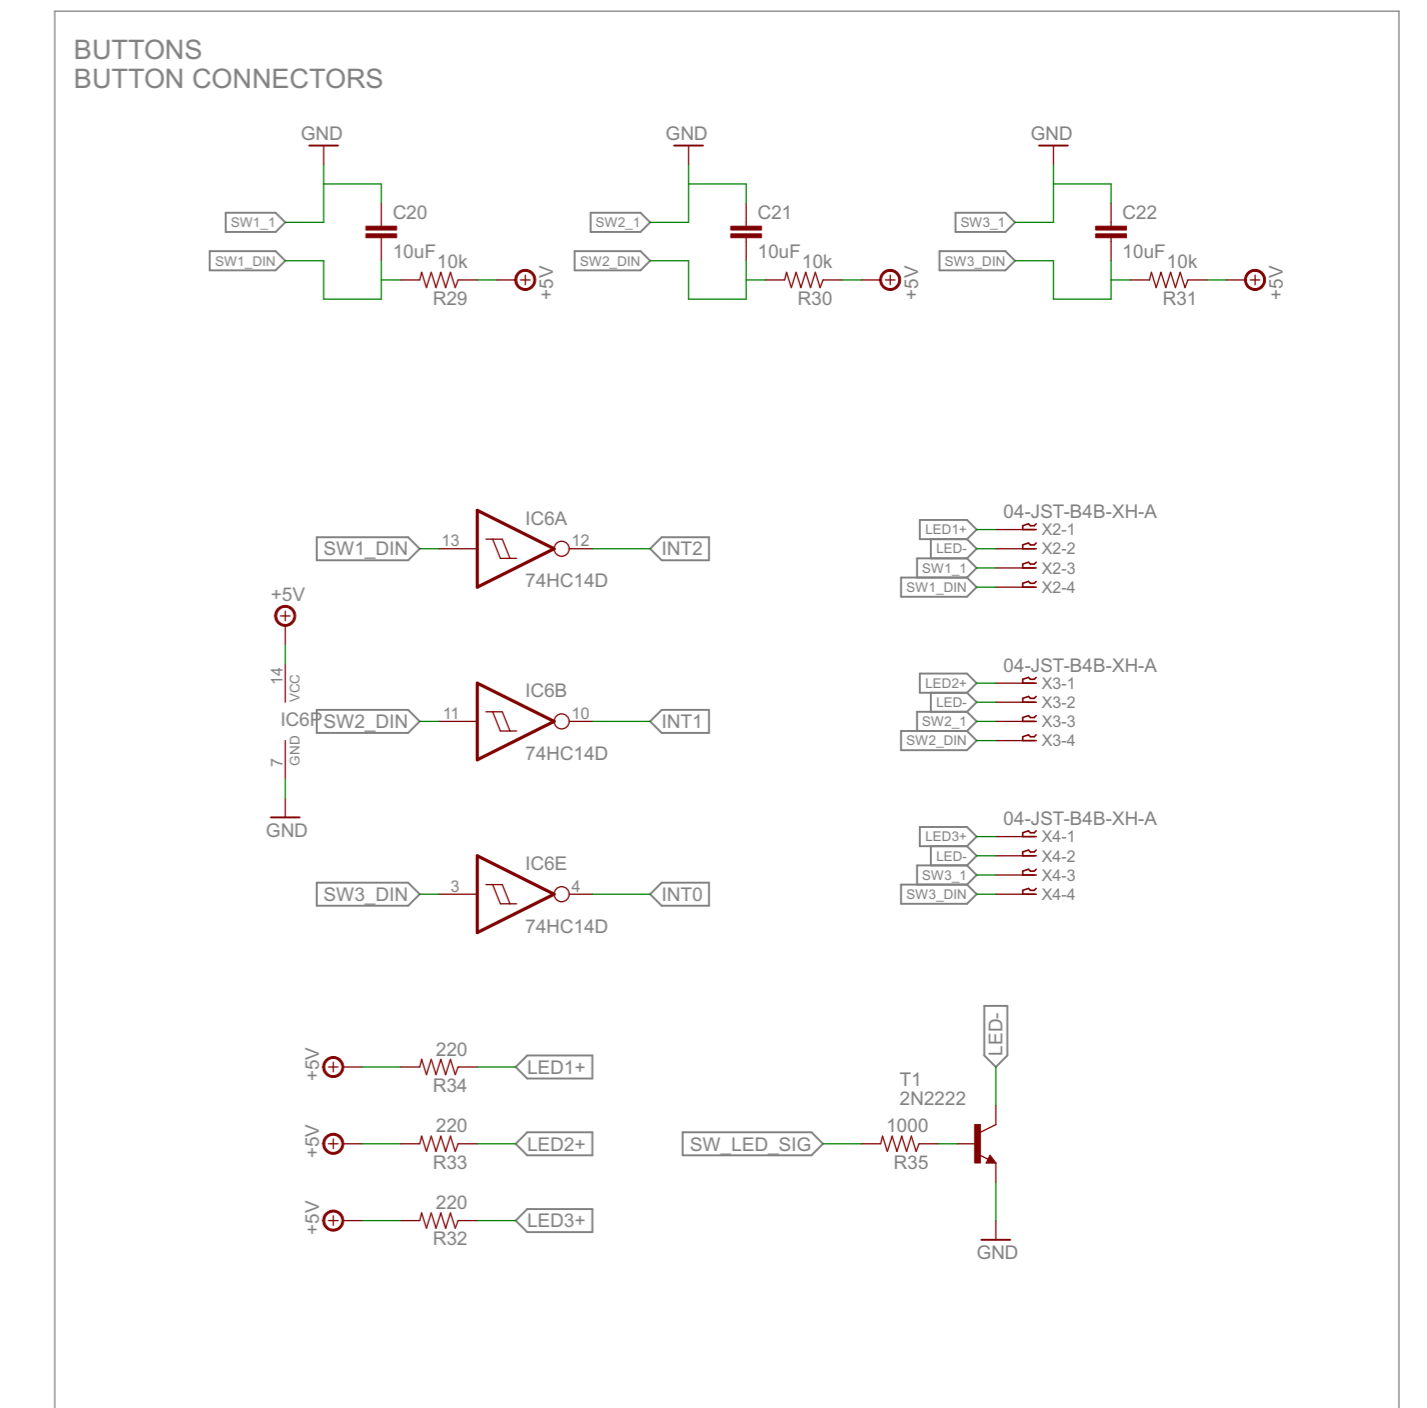 BUTTONS
BUTTON CONNECTORS
GND
GND
GND
SW1_1
C20
SW2_1
C21
SW3_1
C22
SW1_DIN
10uF
10k
R29
+5V
SW2_DIN
10uF
10k
R30
+5V
SW3_DIN
10uF
10k
R31
+5V
IC6A
SW1_DIN
13
12
INT2
74HC14D
04-JST-B4B-XH-A
LED1+
X2-1
LED-
X2-2
SW1_1
X2-3
SW1_DIN
X2-4
+5V
14
VCC
IC6P
7
GND
GND
IC6B
SW2_DIN
11
10
INT1
74HC14D
04-JST-B4B-XH-A
LED2+
X3-1
LED-
X3-2
SW2_1
X3-3
SW2_DIN
X3-4
IC6E
SW3_DIN
3
4
INT0
74HC14D
04-JST-B4B-XH-A
LED3+
X4-1
LED-
X4-2
SW3_1
X4-3
SW3_DIN
X4-4
+5V
220
R34
LED1+
+5V
220
R33
LED2+
+5V
220
R32
LED3+
LED-
T1
2N2222
SW_LED_SIG
1000
R35
GND